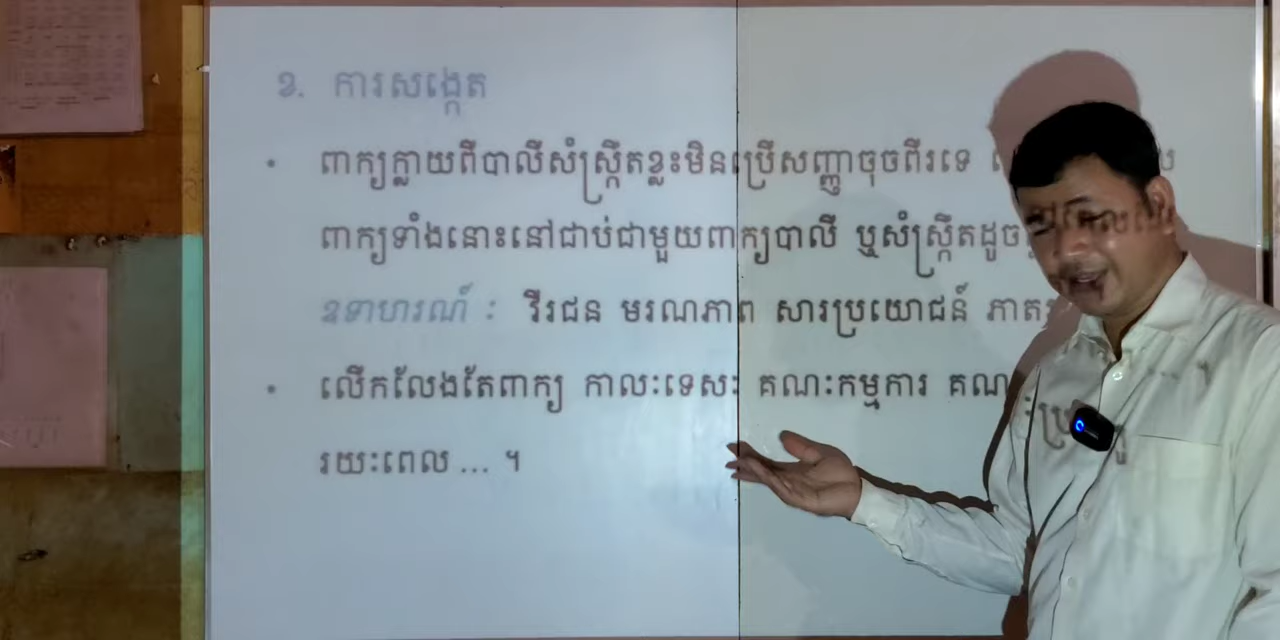 ខ. ការសង្កេត
• ពាក្យក្លាយពីបាលីសំស្ក្រឹតខ្លះមិនប្រើសញ្ញាចុចពីរទេ
ពាក្យទាំងនោះនៅជាប់ជាមួយពាក្យបាលី ឬសំស្ក្រឹតដូច
ឧទាហរណ៍ ៈ វីរជន មរណភាព សារប្រយោជន៍
• លើកលែងតែពាក្យ កាលៈទេសៈ គណៈកម្មការ
រយៈពេល ... ។